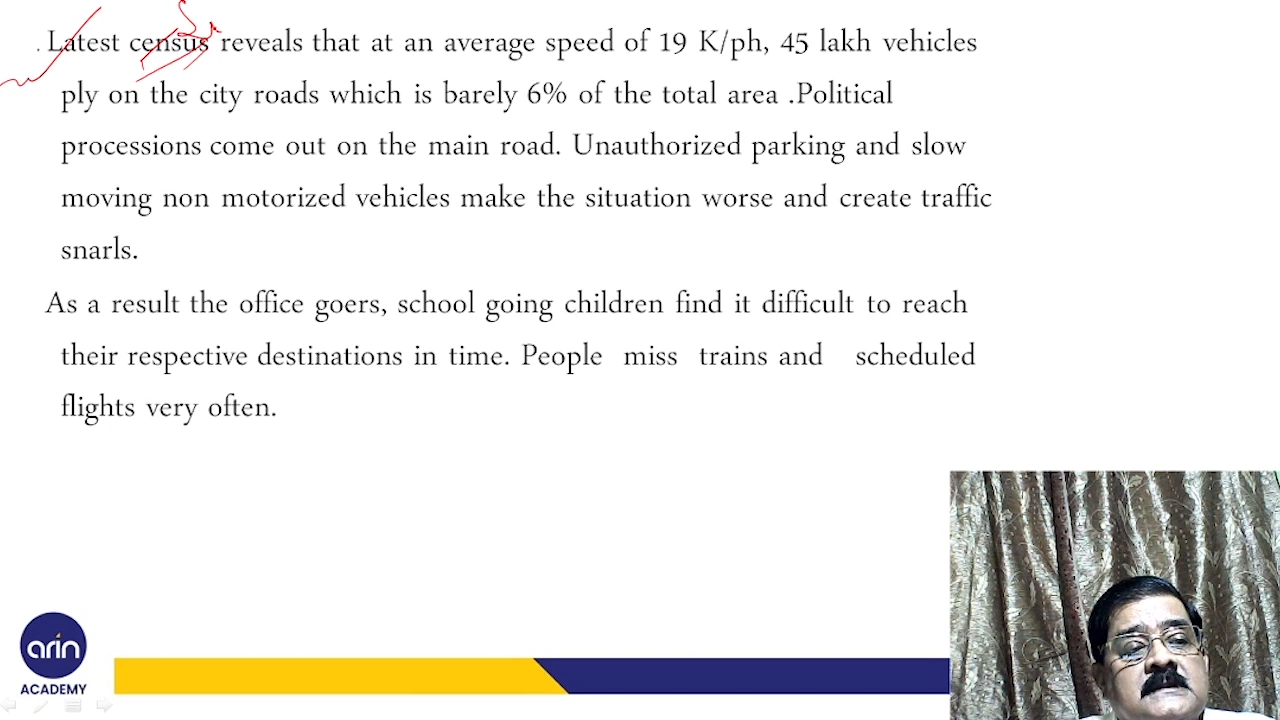 . Latest census reveals that at an average speed of 19 K/ph, 45 lakh vehicles
ply on the city roads which is barely 6% of the total area .Political
processions come out on the main road. Unauthorized parking and slow
moving non motorized vehicles make the situation worse and create traffic
snarls.
As a result the office goers, school going children find it difficult to reach
their respective destinations in time. People miss trains and scheduled
flights very often.
arin
ACADEMY